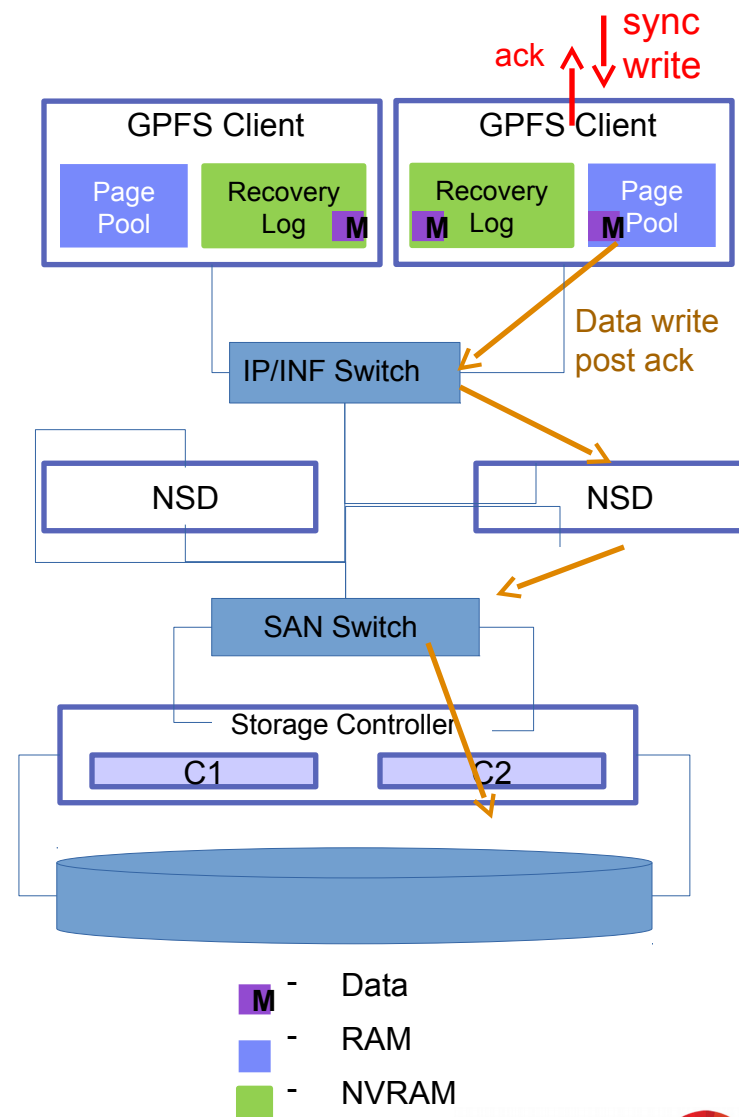 sync
write
ack
GPFS Client
GPFS Client
Page
Pool
Recovery
Log
M
Recovery
Log
M
Page
Pool
M
Data write
post ack
IP/INF Switch
NSD
NSD
SAN Switch
Storage Controller
C1
C2
M - Data
- RAM
- NVRAM